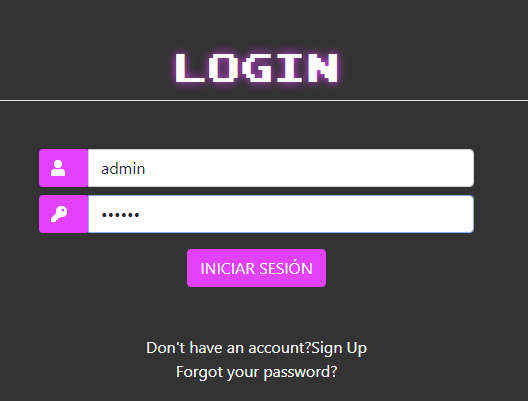 LOGIN
admin
••••••
INICIAR SESIÓN
Don't have an account?Sign Up
Forgot your password?